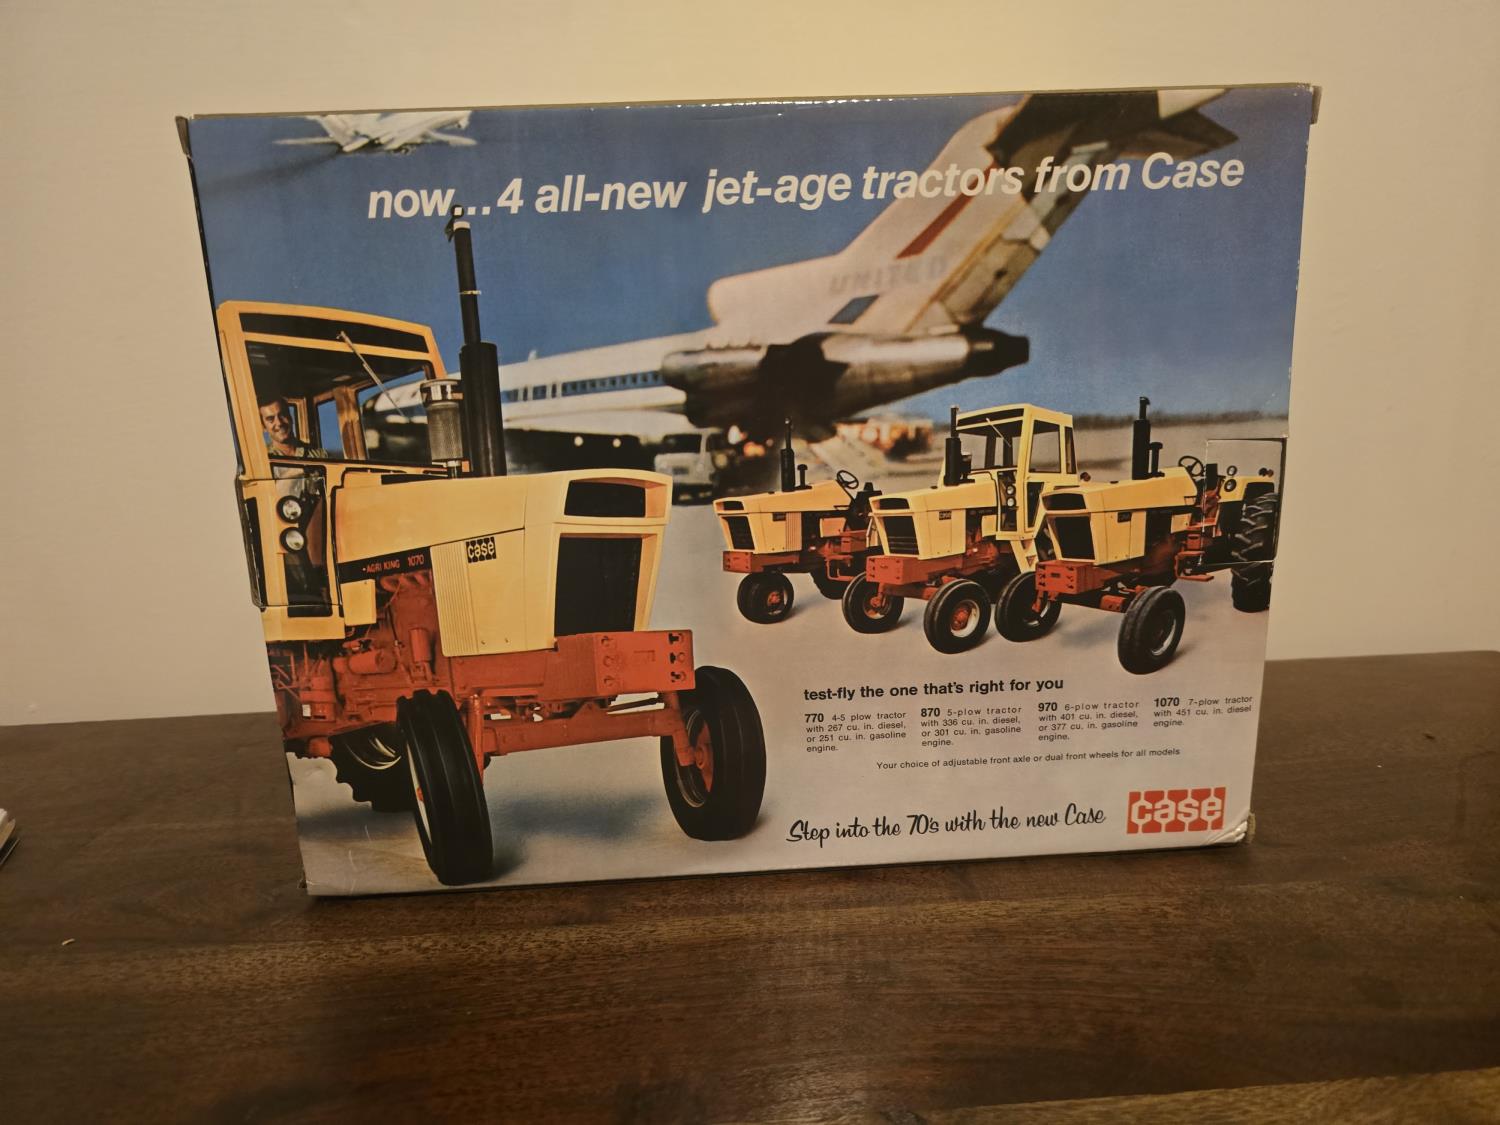 now...4 all-new jet-age tractors from Case
UNITED
AGRI KING 1070
case
test-fly the one that's right for you
770 4-5 plow tractor
with 267 cu. in. diesel,
or 251 cu. in. gasoline
engine.
870 5-plow tractor
with 336 cu. in. diesel,
or 301 cu. in. gasoline
engine.
970 6-plow tractor
with 401 cu. in. diesel,
or 377 cu. in. gasoline
engine.
1070 7-plow tractor
with 451 cu. in. diesel
engine.
Your choice of adjustable front axle or dual front wheels for all models
Step into the 70's with the new Case
case